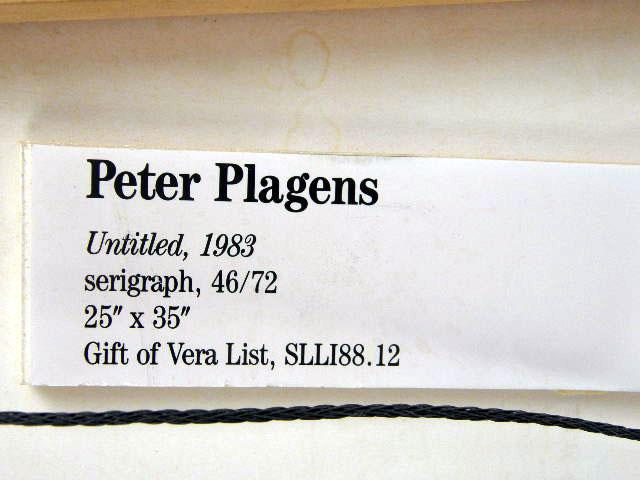 Peter Plagens
Untitled, 1983
serigraph, 46/72
25″ x 35″
Gift of Vera List, SLLI88.12